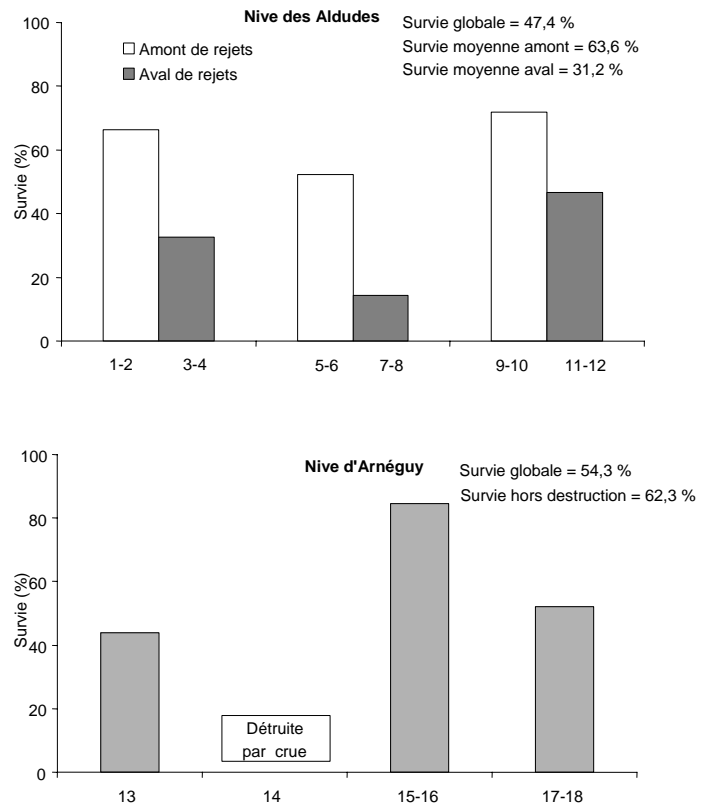 Nive des Aldudes
Survie globale = 47,4 %
Survie moyenne amont = 63,6 %
Survie moyenne aval = 31,2 %
Amont de rejets
Aval de rejets
Survie (%)
100
80
60
40
20
0
1-2 3-4 5-6 7-8 9-10 11-12
Nive d'Arnéguy
Survie globale = 54,3 %
Survie hors destruction = 62,3 %
Survie (%)
100
80
60
40
20
0
Détruite
par crue
13 14 15-16 17-18